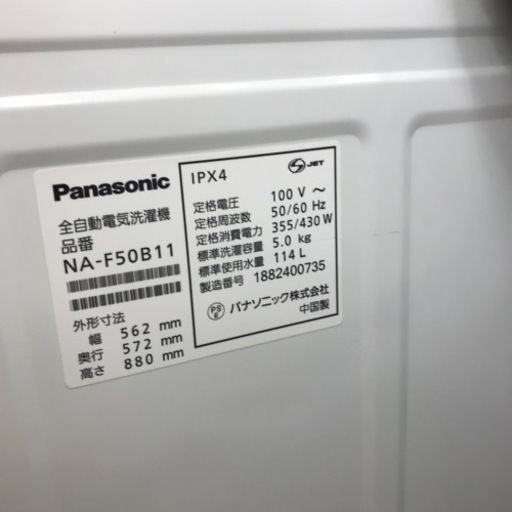 Panasonic
全自動電気洗濯機
品番
NA-F50B11
外形寸法
幅 562 mm
奥行 572 mm
高さ 880 mm
IPX4
S JET
定格電圧 100 V ～
定格周波数 50/60 Hz
定格消費電力 355/430 W
標準洗濯容量 5.0 kg
標準使用水量 114 L
製造番号 1882400735
PS E パナソニック株式会社
中国製